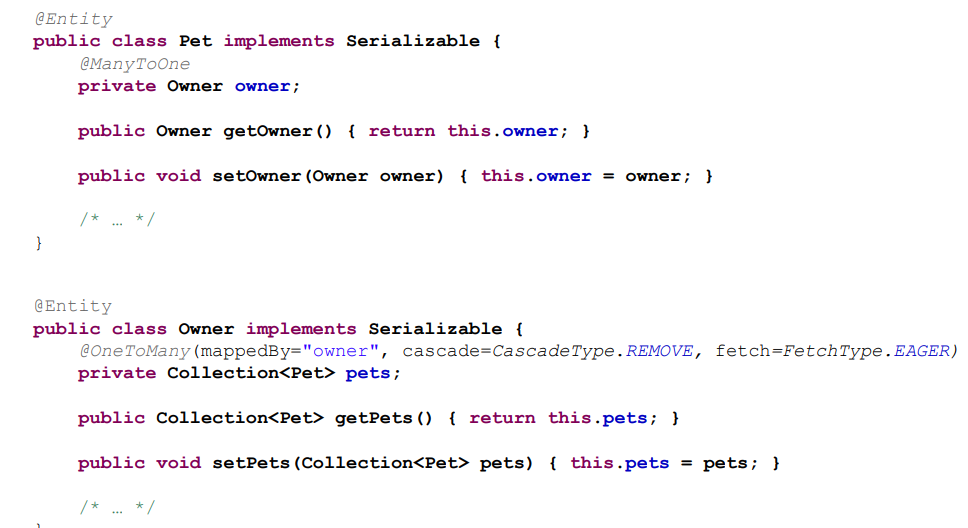 @Entity
public class Pet implements Serializable {
@ManyToOne
private Owner owner;
public Owner getOwner() { return this.owner; }
public void setOwner(Owner owner) { this.owner = owner; }
/* … */
}
@Entity
public class Owner implements Serializable {
@OneToMany(mappedBy="owner", cascade=CascadeType.REMOVE, fetch=FetchType.EAGER)
private Collection<Pet> pets;
public Collection<Pet> getPets() { return this.pets; }
public void setPets(Collection<Pet> pets) { this.pets = pets; }
/* … */